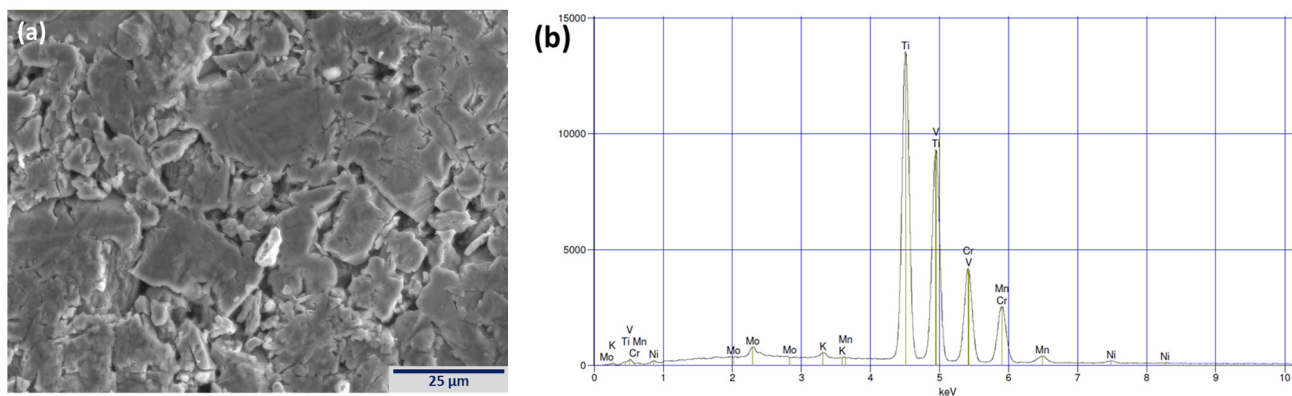 (a)
25 µm
(b)
15000
10000
5000
0
Ti
V
Ti
Cr
V
Mn
Cr
V
K
Ti Mn
Mo Cr Ni
Mo Mo Mo
K
Mn
K
Mn
Ni
Ni
0 1 2 3 4 5 6 7 8 9 10
keV